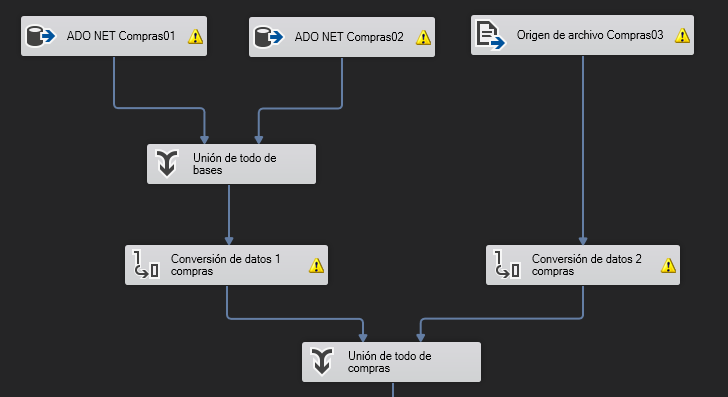 ADO NET Compras01
ADO NET Compras02
Origen de archivo Compras03
Unión de todo de
bases
Conversión de datos 1
compras
Conversión de datos 2
compras
Unión de todo de
compras